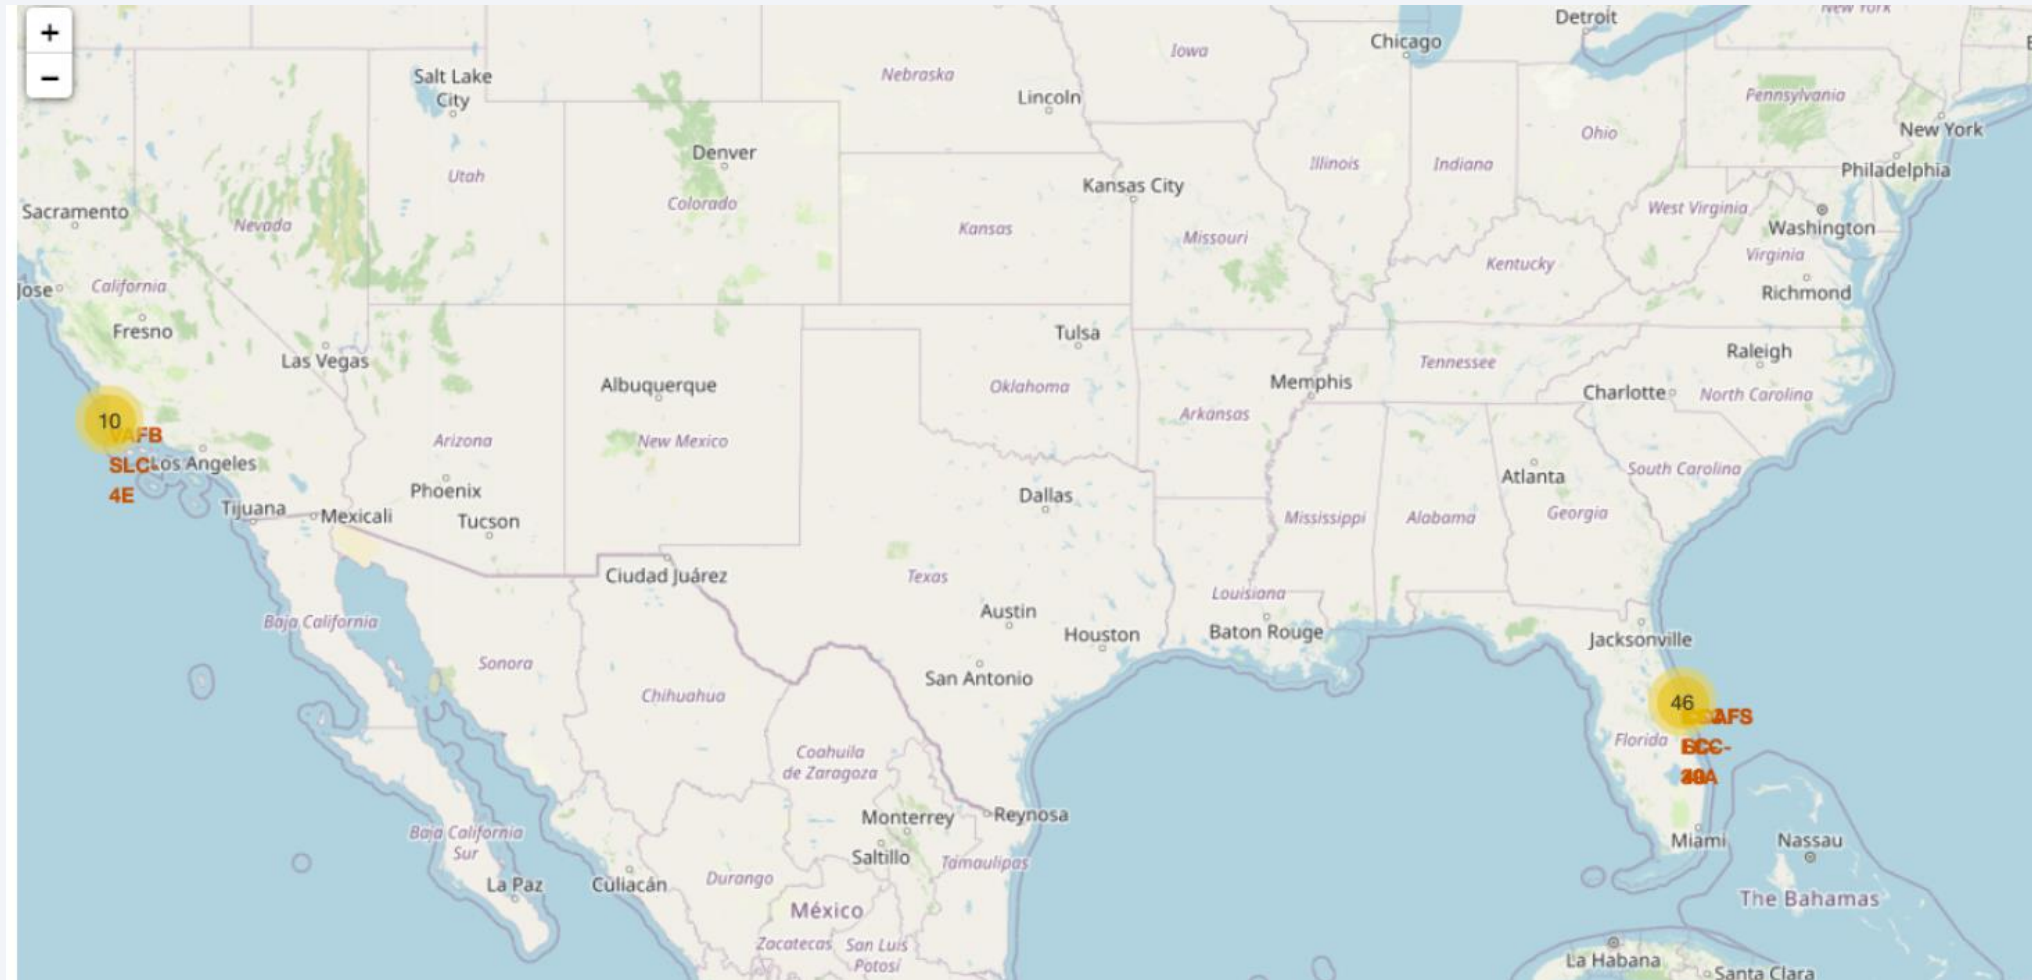 +
−
New York
Detroit
Chicago
Iowa
Nebraska
Salt Lake
City
Lincoln
Pennsylvania
New York
Ohio
Denver
Illinois
Indiana
Philadelphia
Utah
Kansas City
Colorado
West Virginia
Sacramento
Nevada
Kansas
Missouri
Washington
Virginia
Kentucky
Jose
California
Richmond
Fresno
Tulsa
Las Vegas
Raleigh
Tennessee
Albuquerque
Oklahoma
Memphis
Charlotte
North Carolina
10
Arkansas
VAFB
SLC-
4E
Arizona
New Mexico
Los Angeles
South Carolina
Atlanta
Phoenix
Dallas
Tijuana
Mexicali
Tucson
Mississippi
Alabama
Georgia
Ciudad Juárez
Texas
Louisiana
Austin
Baja California
Houston
Baton Rouge
Jacksonville
Sonora
San Antonio
Chihuahua
46
Florida
Coahuila
de Zaragoza
Monterrey
Reynosa
Baja California
Sur
Miami
Nassau
Saltillo
Tamaulipas
La Paz
Culiacán
Durango
The Bahamas
México
Zacatecas
San Luis
Potosí
La Habana
Santa Clara